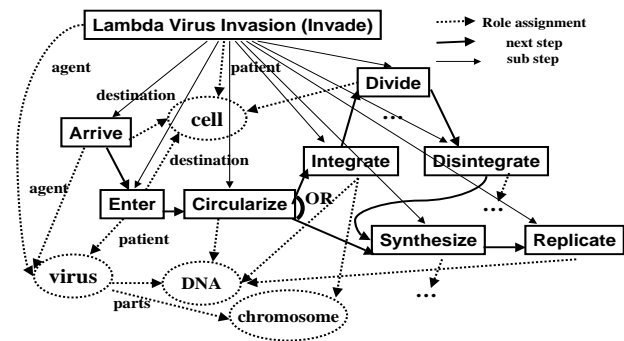 Lambda Virus Invasion (Invade)
Role assignment
next step
sub step
agent
patient
Divide
destination
...
cell
Arrive
destination
Integrate
Disintegrate
agent
OR
...
Enter
Circularize
patient
Synthesize
Replicate
virus
DNA
...
parts
chromosome